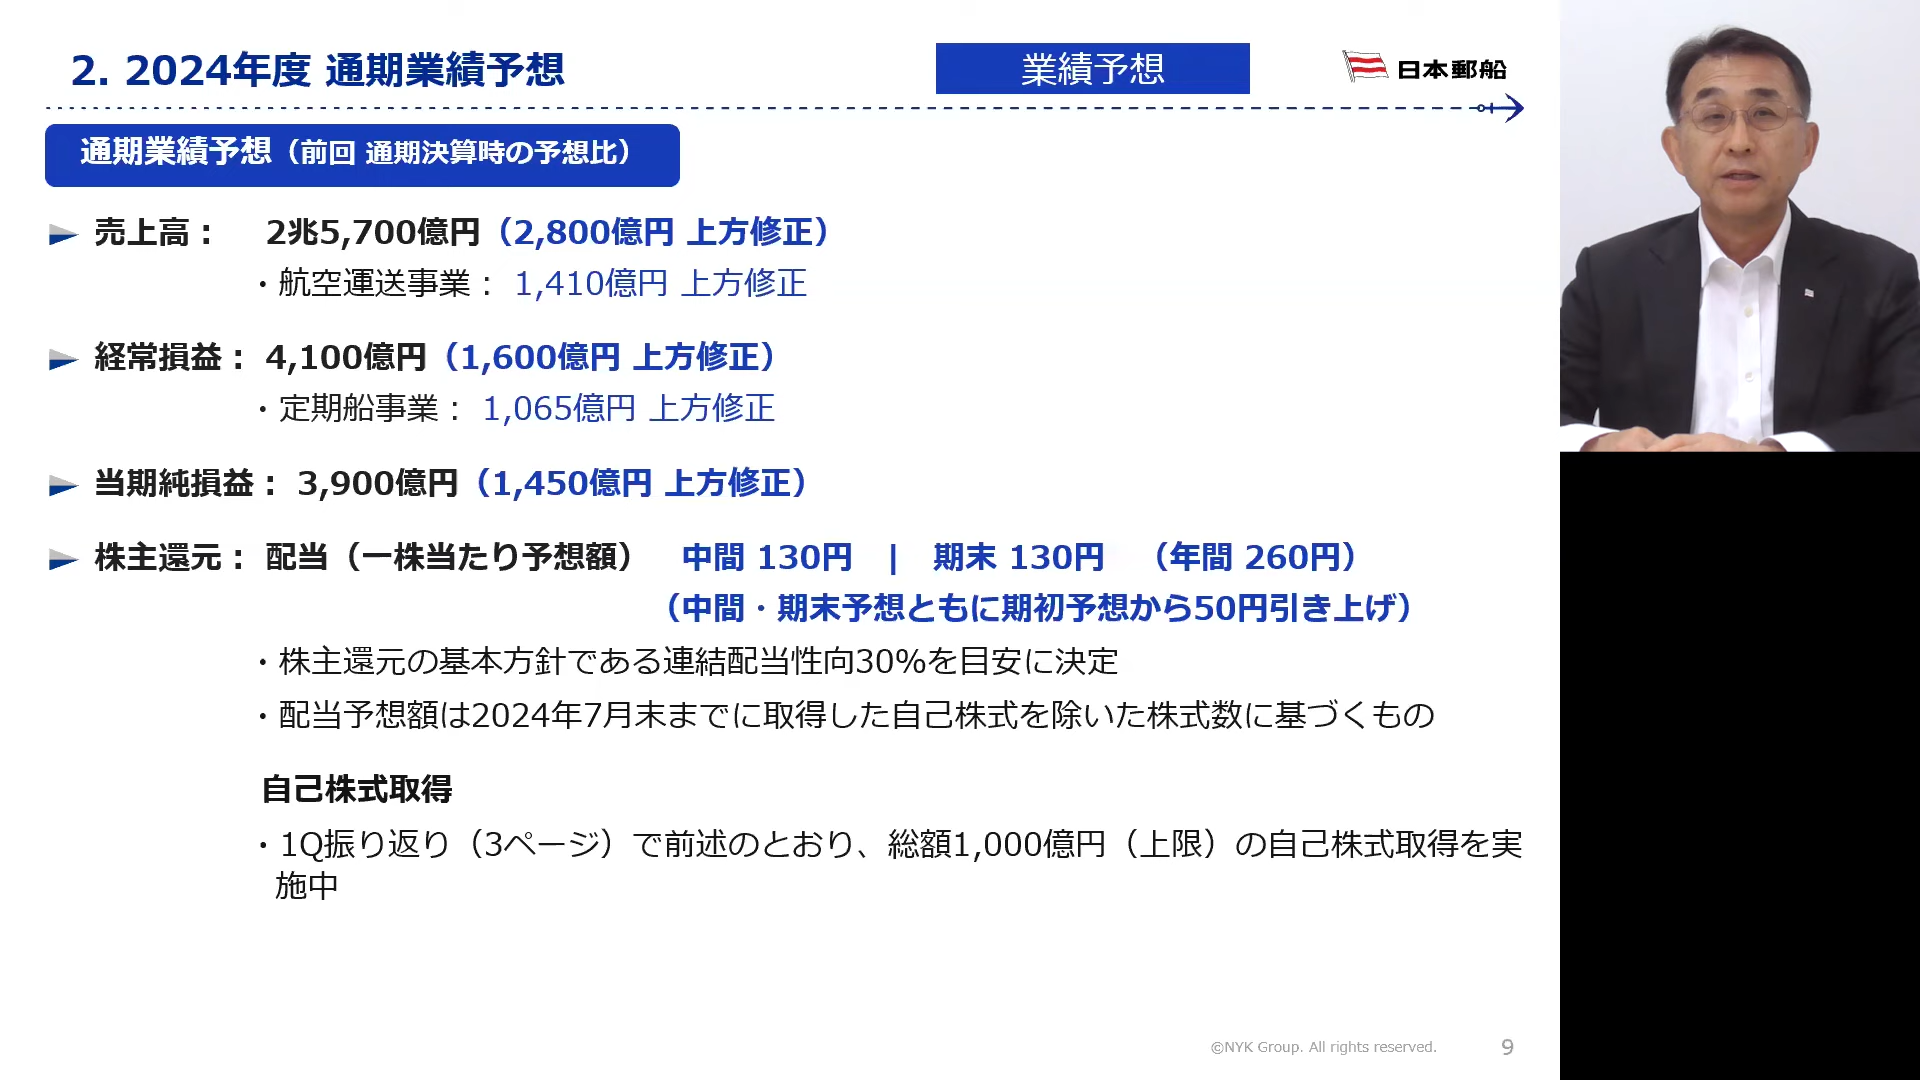 2. 2024年度 通期業績予想
業績予想
日本郵船
通期業績予想（前回 通期決算時の予想比）
売上高： 2兆5,700億円（2,800億円 上方修正）
・航空運送事業： 1,410億円 上方修正
経常損益： 4,100億円（1,600億円 上方修正）
・定期船事業： 1,065億円 上方修正
当期純損益： 3,900億円（1,450億円 上方修正）
株主還元： 配当（一株当たり予想額） 中間 130円 | 期末 130円 （年間 260円）
（中間・期末予想ともに期初予想から50円引き上げ）
・株主還元の基本方針である連結配当性向30%を目安に決定
・配当予想額は2024年7月末までに取得した自己株式を除いた株式数に基づくもの
自己株式取得
・1Q振り返り（3ページ）で前述のとおり、総額1,000億円（上限）の自己株式取得を実
施中
©NYK Group. All rights reserved.
9